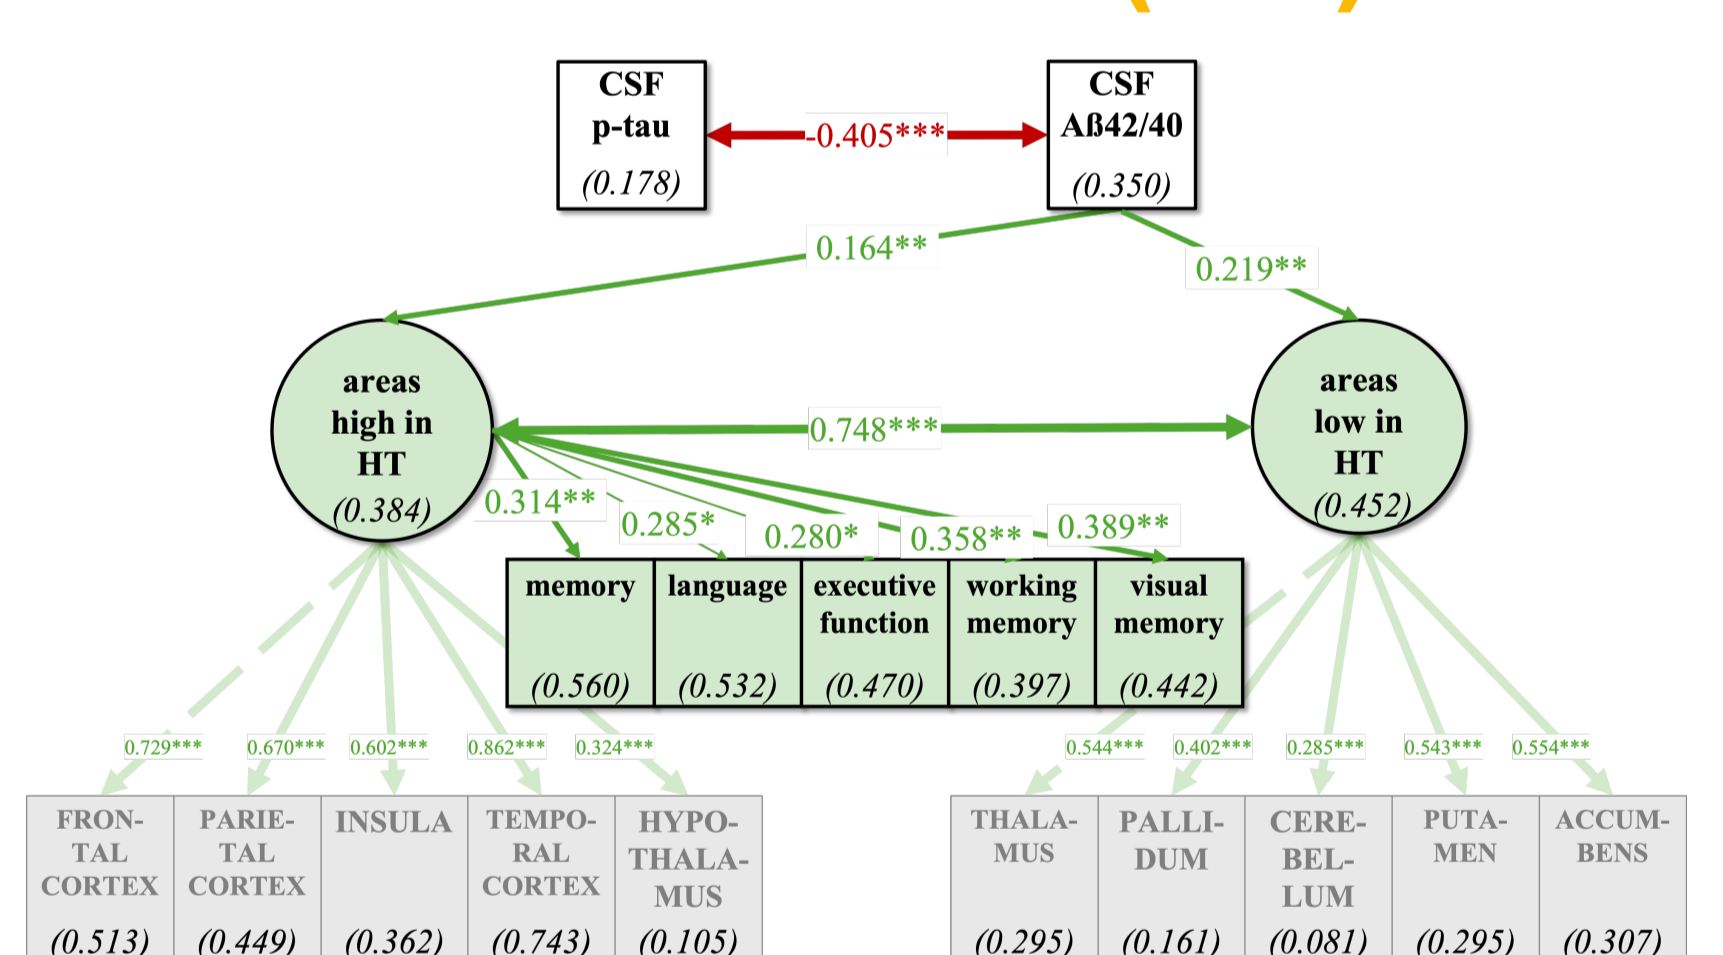 CSF
p-tau
(0.178)
-0.405***
CSF
Aß42/40
(0.350)
0.164**
0.219**
areas
high in
HT
(0.384)
0.748***
areas
low in
HT
(0.452)
0.314**
0.285*
0.280*
0.358**
0.389**
memory
(0.560)
language
(0.532)
executive
function
(0.470)
working
memory
(0.397)
visual
memory
(0.442)
0.729***
0.670***
0.602***
0.862***
0.324***
0.544***
0.402***
0.285***
0.543***
0.554***
FRON-
TAL
CORTEX
(0.513)
PARIE-
TAL
CORTEX
(0.449)
INSULA
(0.362)
TEMPO-
RAL
CORTEX
(0.743)
HYPO-
THALA-
MUS
(0.105)
THALA-
MUS
(0.295)
PALLI-
DUM
(0.161)
CERE-
BEL-
LUM
(0.081)
PUTA-
MEN
(0.295)
ACCUM-
BENS
(0.307)